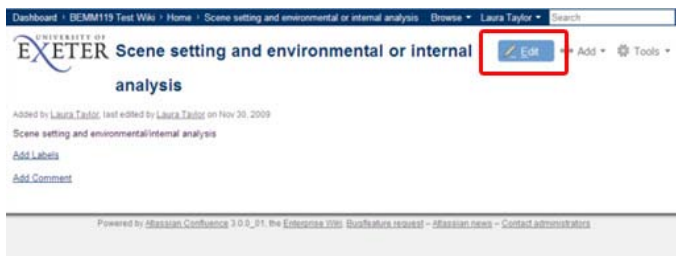 Dashboard › BEMM119 Test Wiki › Home › Scene setting and environmental or internal analysis Browse Laura Taylor Search
UNIVERSITY OF
EXETER Scene setting and environmental or internal Edit Add Tools
analysis
Added by Laura Taylor, last edited by Laura Taylor on Nov 30, 2009
Scene setting and environmental/internal analysis
Add Labels
Add Comment
Powered by Atlassian Confluence 3.0.0_01, the Enterprise Wiki. Bug/feature request – Atlassian news – Contact administrators